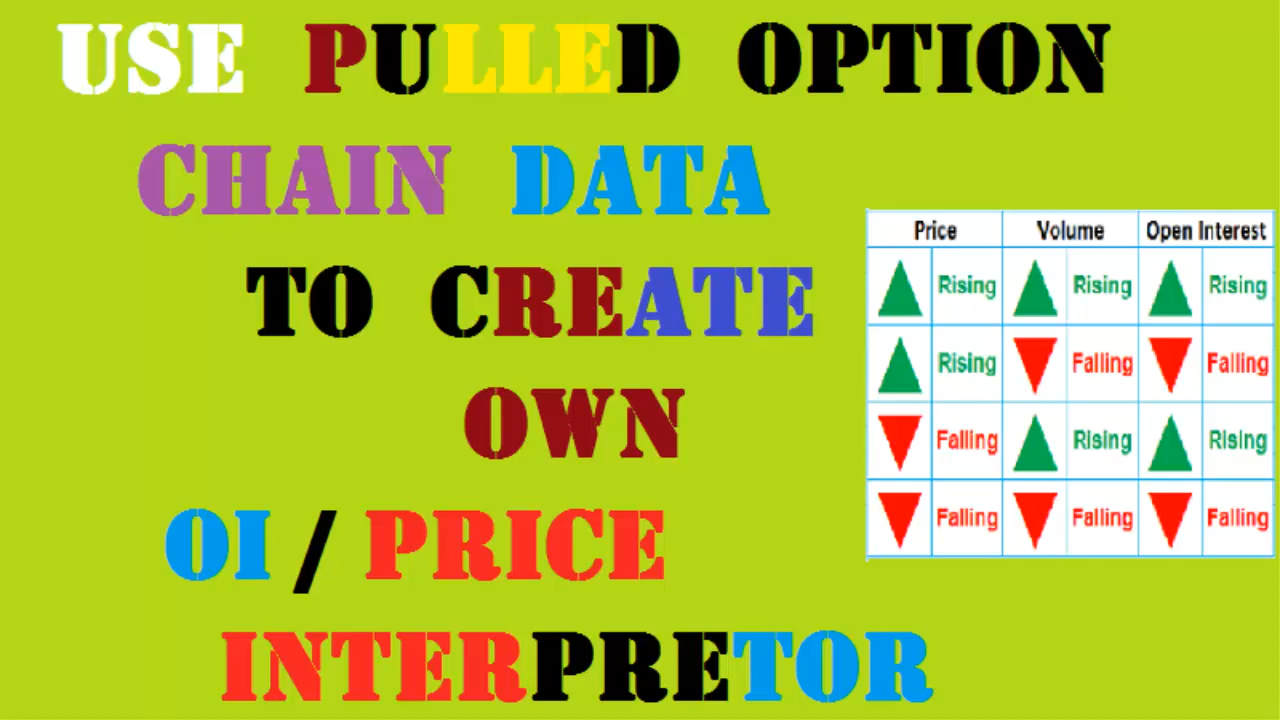 USE PULLED OPTION
CHAIN DATA
TO CREATE
OWN
OI / PRICE
INTERPRETOR
Price Volume Open Interest
Rising Rising Rising
Rising Falling Falling
Falling Rising Rising
Falling Falling Falling